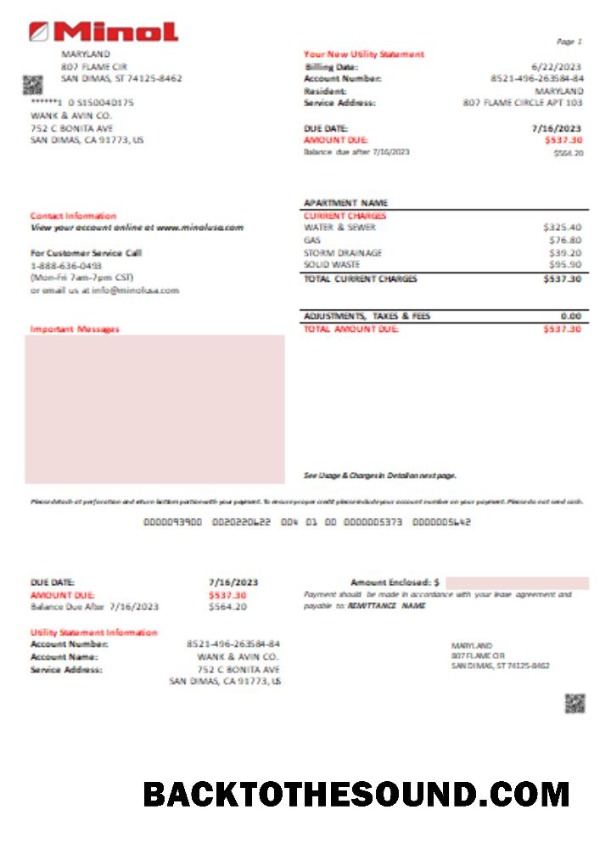 Minol
Page 1
MARYLAND
807 FLAME CIR
SAN DIMAS, ST 74125-8462
******1 0 S15004D175
WANK & AVIN CO.
752 C BONITA AVE
SAN DIMAS, CA 91773, US
Your New Utility Statement
Billing Date: 6/22/2023
Account Number: 8521-496-263584-84
Resident: MARYLAND
Service Address: 807 FLAME CIRCLE APT 103
DUE DATE: 7/16/2023
AMOUNT DUE: $537.30
Balance due after 7/16/2023 $564.20
Contact Information
View your account online at www.minolusa.com
For Customer Service Call
1-888-636-0493
(Mon-Fri 7am-7pm CST)
or email us at info@minolusa.com
APARTMENT NAME
CURRENT CHARGES
WATER & SEWER $325.40
GAS $76.80
STORM DRAINAGE $39.20
SOLID WASTE $95.90
TOTAL CURRENT CHARGES $537.30
ADJUSTMENTS, TAXES & FEES 0.00
TOTAL AMOUNT DUE: $537.30
Important Messages
See Usage & Charges in Detail on next page.
Please detach at perforation and return bottom portion with your payment. To ensure proper credit please include your account number on your payment. Please do not send cash.
0000093900 0020220622 004 01 00 0000005373 0000005642
DUE DATE: 7/16/2023
AMOUNT DUE: $537.30
Balance Due After 7/16/2023 $564.20
Amount Enclosed: $
Payment should be made in accordance with your lease agreement and
payable to: REMITTANCE NAME
Utility Statement Information
Account Number: 8521-496-263584-84
Account Name: WANK & AVIN CO.
Service Address: 752 C BONITA AVE
SAN DIMAS, CA 91773, US
MARYLAND
807 FLAME CIR
SAN DIMAS, ST 74125-8462
BACKTOTHESOUND.COM